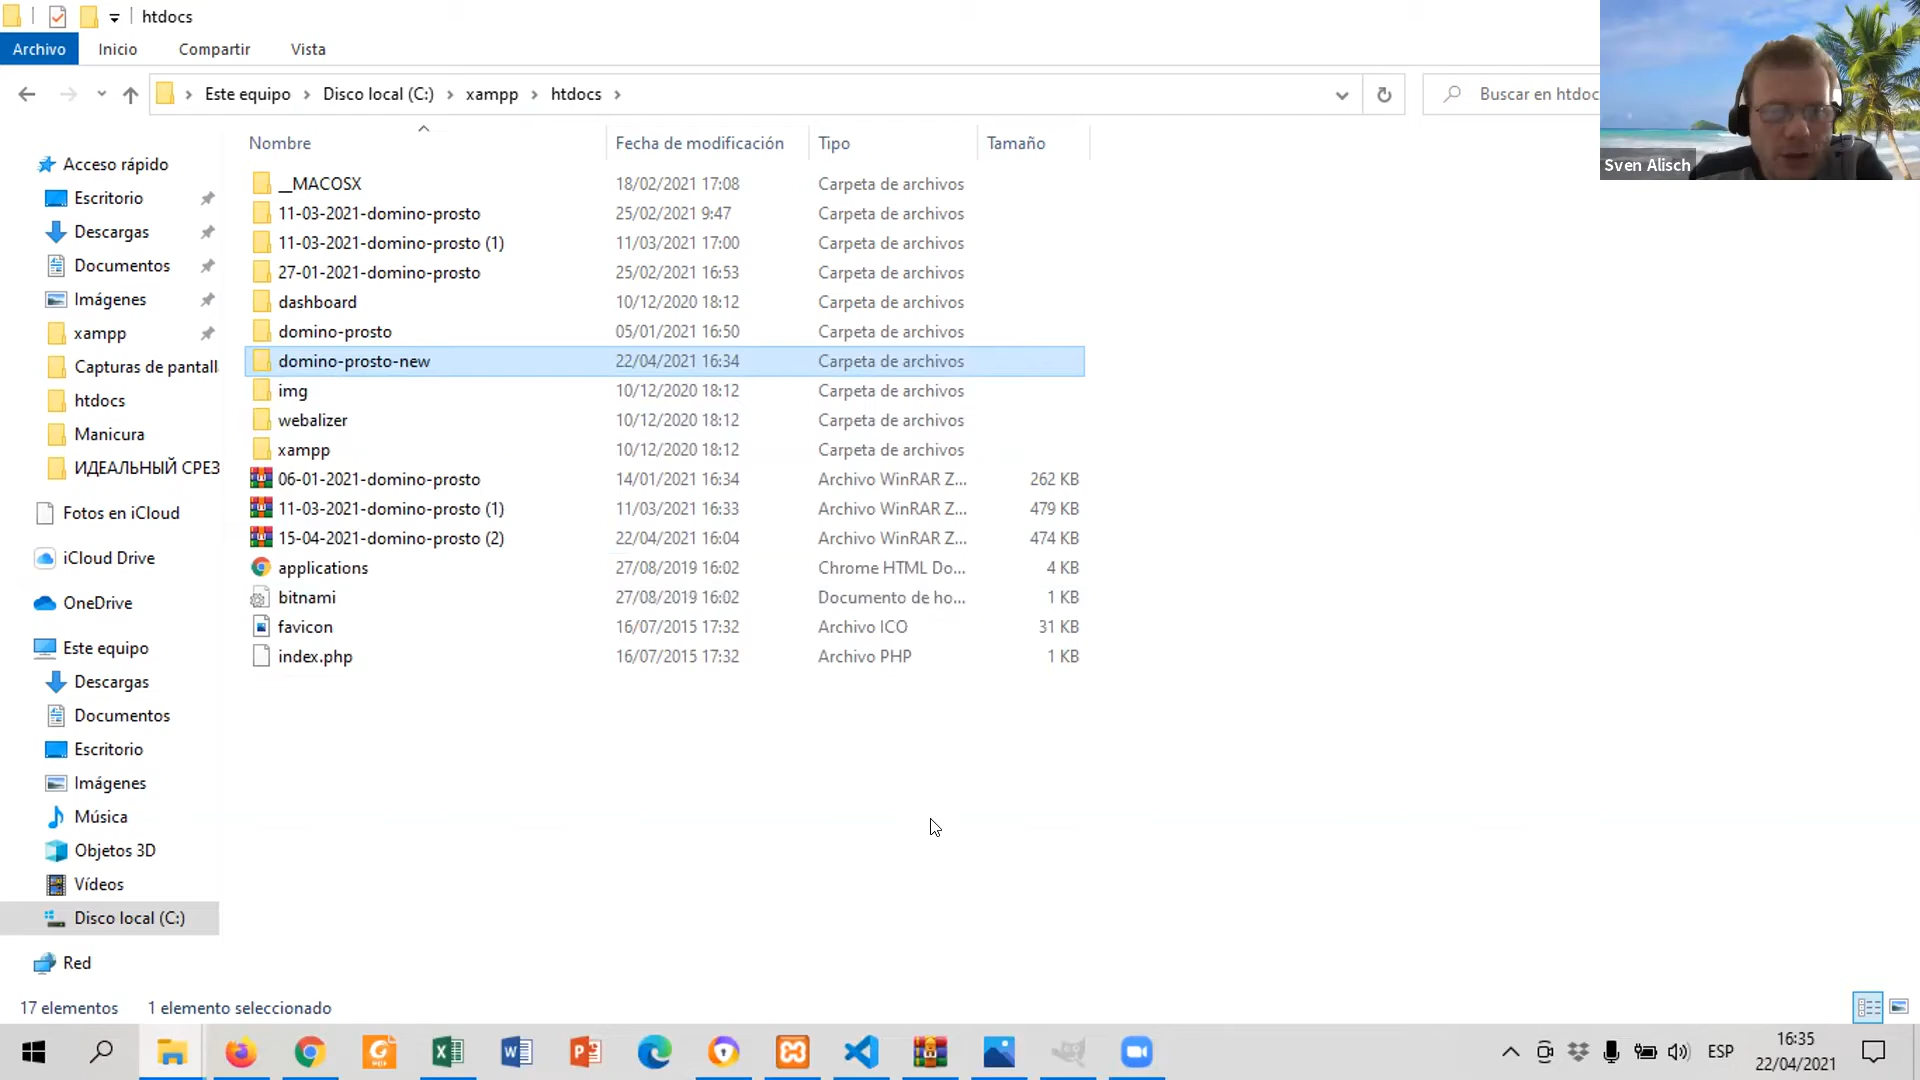 htdocs
Archivo Inicio Compartir Vista
Este equipo Disco local (C:) xampp htdocs
Buscar en htdoc
Sven Alisch
Nombre Fecha de modificación Tipo Tamaño
__MACOSX 18/02/2021 17:08 Carpeta de archivos
11-03-2021-domino-prosto 25/02/2021 9:47 Carpeta de archivos
11-03-2021-domino-prosto (1) 11/03/2021 17:00 Carpeta de archivos
27-01-2021-domino-prosto 25/02/2021 16:53 Carpeta de archivos
dashboard 10/12/2020 18:12 Carpeta de archivos
domino-prosto 05/01/2021 16:50 Carpeta de archivos
domino-prosto-new 22/04/2021 16:34 Carpeta de archivos
img 10/12/2020 18:12 Carpeta de archivos
webalizer 10/12/2020 18:12 Carpeta de archivos
xampp 10/12/2020 18:12 Carpeta de archivos
06-01-2021-domino-prosto 14/01/2021 16:34 Archivo WinRAR Z... 262 KB
11-03-2021-domino-prosto (1) 11/03/2021 16:33 Archivo WinRAR Z... 479 KB
15-04-2021-domino-prosto (2) 22/04/2021 16:04 Archivo WinRAR Z... 474 KB
applications 27/08/2019 16:02 Chrome HTML Do... 4 KB
bitnami 27/08/2019 16:02 Documento de ho... 1 KB
favicon 16/07/2015 17:32 Archivo ICO 31 KB
index.php 16/07/2015 17:32 Archivo PHP 1 KB
Acceso rápido
Escritorio
Descargas
Documentos
Imágenes
xampp
Capturas de pantall
htdocs
Manicura
ИДЕАЛЬНЫЙ СРЕЗ
Fotos en iCloud
iCloud Drive
OneDrive
Este equipo
Descargas
Documentos
Escritorio
Imágenes
Música
Objetos 3D
Vídeos
Disco local (C:)
Red
17 elementos 1 elemento seleccionado
ESP
16:35
22/04/2021